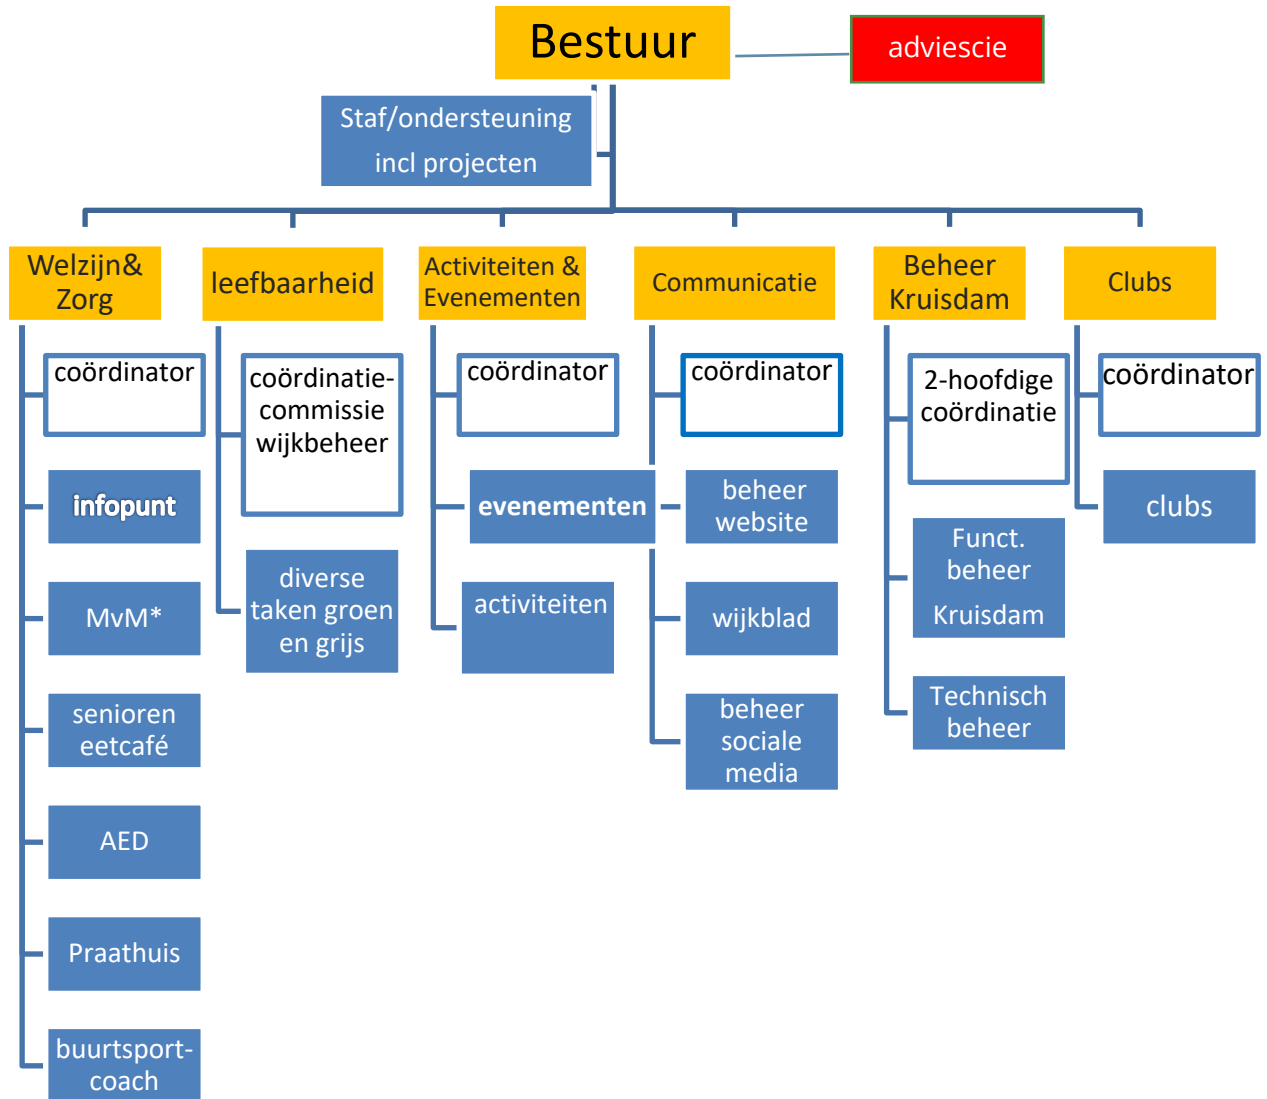 Bestuur
adviescie
Staf/ondersteuning
incl projecten
Welzijn&
Zorg
leefbaarheid
Activiteiten &
Evenementen
Communicatie
Beheer
Kruisdam
Clubs
coördinator
infopunt
MvM*
senioren
eetcafé
AED
Praathuis
buurtsport-
coach
coördinatie-
commissie
wijkbeheer
diverse
taken groen
en grijs
coördinator
evenementen
activiteiten
coördinator
beheer
website
wijkblad
beheer
sociale
media
2-hoofdige
coördinatie
Funct.
beheer
Kruisdam
Technisch
beheer
coördinator
clubs